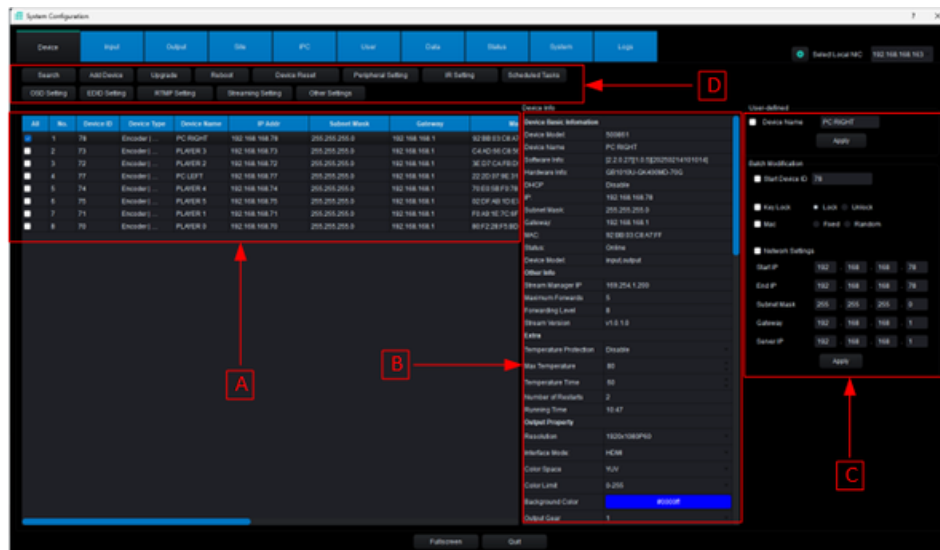 System Configuration
? X
Device Input Output Site IPC User Data Status System Logs
Select Local NIC 192.168.168.163
Search Add Device Upgrade Reboot Device Reset Peripheral Setting IR Setting Scheduled Tasks
OSD Setting EDID Setting RTMP Setting Streaming Setting Other Settings
D
Device Info
User-defined
All No. Device ID Device Type Device Name IP Addr Subnet Mask Gateway Ma
1 78 Encoder | ... PC RIGHT 192.168.168.78 255.255.255.0 192.168.168.1
2 73 Encoder | ... PLAYER 3 192.168.168.73 255.255.255.0 192.168.168.1
3 72 Encoder | ... PLAYER 2 192.168.168.72 255.255.255.0 192.168.168.1
4 77 Encoder | ... PC LEFT 192.168.168.77 255.255.255.0 192.168.168.1
5 74 Encoder | ... PLAYER 4 192.168.168.74 255.255.255.0 192.168.168.1
6 75 Encoder | ... PLAYER 5 192.168.168.75 255.255.255.0 192.168.168.1
7 71 Encoder | ... PLAYER 1 192.168.168.71 255.255.255.0 192.168.168.1
8 70 Encoder | ... 192.168.168.70 255.255.255.0 192.168.168.1
A
Device Basic Infomation
Device Model 500851
Device Name PC RIGHT
Software Info
Hardware Info
DHCP Disable
IP 192.168.168.78
Subnet Mask 255.255.255.0
Gateway 192.168.168.1
MAC
Status Online
Device Model input,output
Other Info
Stream Manager IP 169.254.1.200
Maximum Forwards 5
Forwarding Level 8
Stream Version v1.0.1.0
Extra
Temperature Protection Disable
Max Temperature 80
Temperature Time 60
Number of Restarts 2
Running Time 10:47
Output Property
Resolution 1920x1080P60
Interface Mode HDMI
Color Space YUV
Color Limit 0-255
Background Color #0000ff
Output Gear 1
B
Device Name PC RIGHT
Apply
Batch Modification
Start Device ID 78
Key Lock Lock Unlock
Mac Fixed Random
Network Settings
Start IP 192 . 168 . 168 . 78
End IP 192 . 168 . 168 . 78
Subnet Mask 255 . 255 . 255 . 0
Gateway 192 . 168 . 168 . 1
Server IP 192 . 168 . 168 . 1
Apply
C
Fullscreen Quit